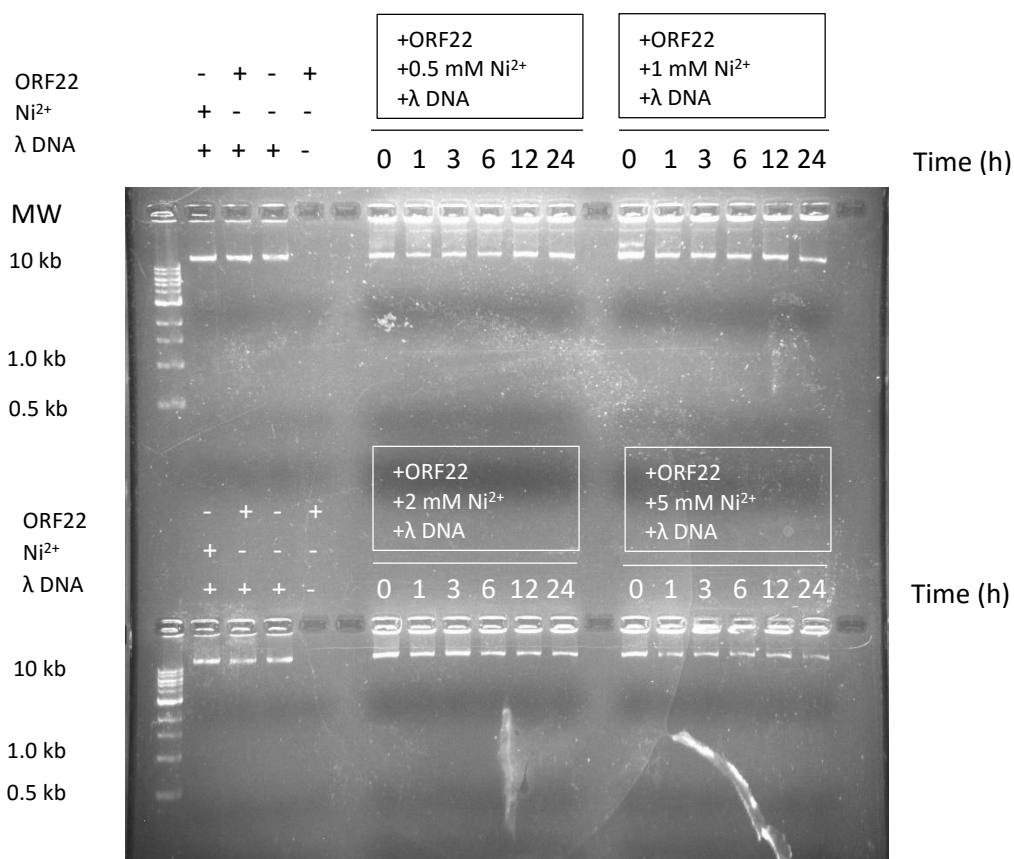 +ORF22
+0.5 mM Ni²⁺
+λ DNA
+ORF22
+1 mM Ni²⁺
+λ DNA
ORF22 - + - +
Ni²⁺ + - - -
λ DNA + + + -
0 1 3 6 12 24 0 1 3 6 12 24 Time (h)
MW
10 kb
1.0 kb
0.5 kb
+ORF22
+2 mM Ni²⁺
+λ DNA
+ORF22
+5 mM Ni²⁺
+λ DNA
ORF22 - + - +
Ni²⁺ + - - -
λ DNA + + + -
0 1 3 6 12 24 0 1 3 6 12 24 Time (h)
10 kb
1.0 kb
0.5 kb